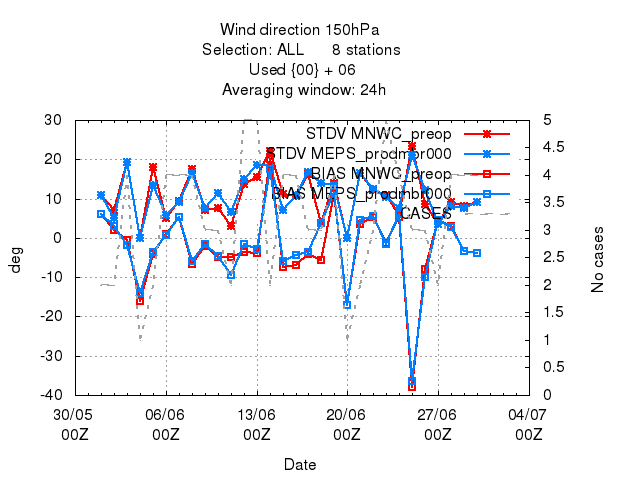 Wind direction 150hPa
Selection: ALL 8 stations
Used {00} + 06
Averaging window: 24h
30
20
10
0
-10
-20
-30
-40
deg
STDV MNWC_preop
STDV MEPS_prodmbr000
BIAS MNWC_preop
BIAS MEPS_prodmbr000
CASES
5
4.5
4
3.5
3
2.5
2
1.5
1
0.5
0
No cases
30/05 06/06 13/06 20/06 27/06 04/07
00Z 00Z 00Z 00Z 00Z 00Z
Date